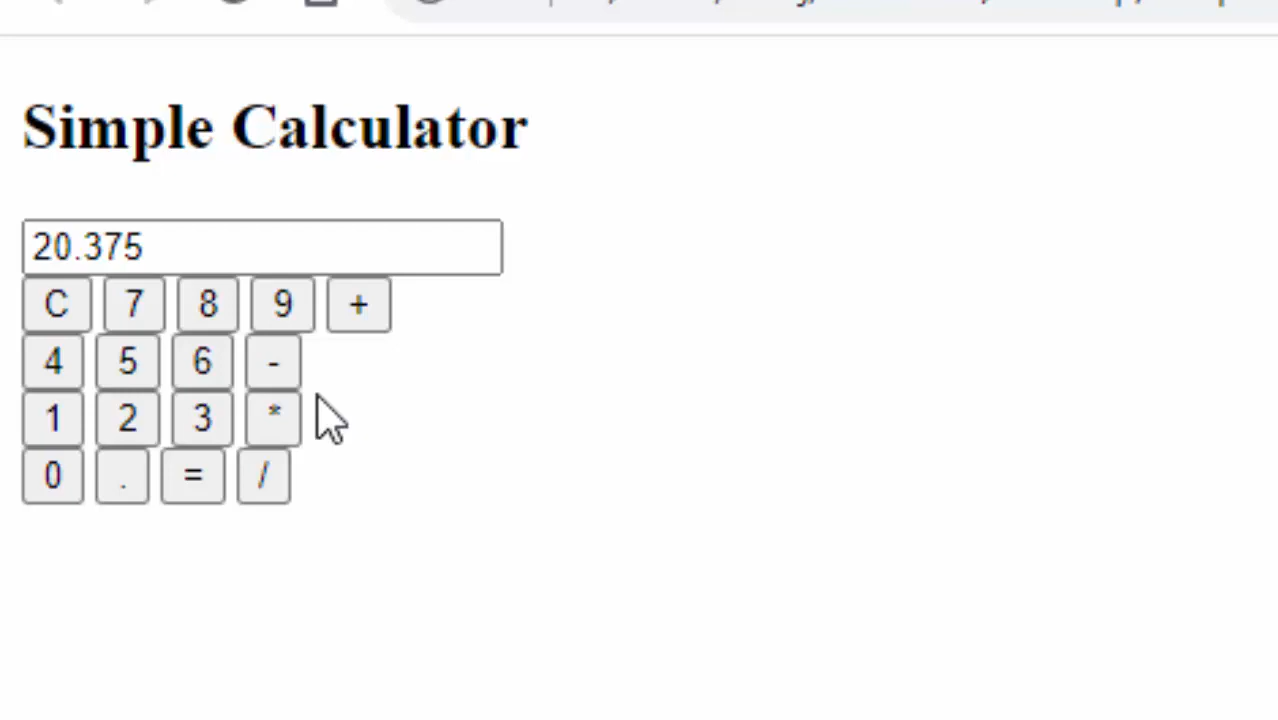 Simple Calculator
20.375
C 7 8 9 +
4 5 6 -
1 2 3 *
0 . = /